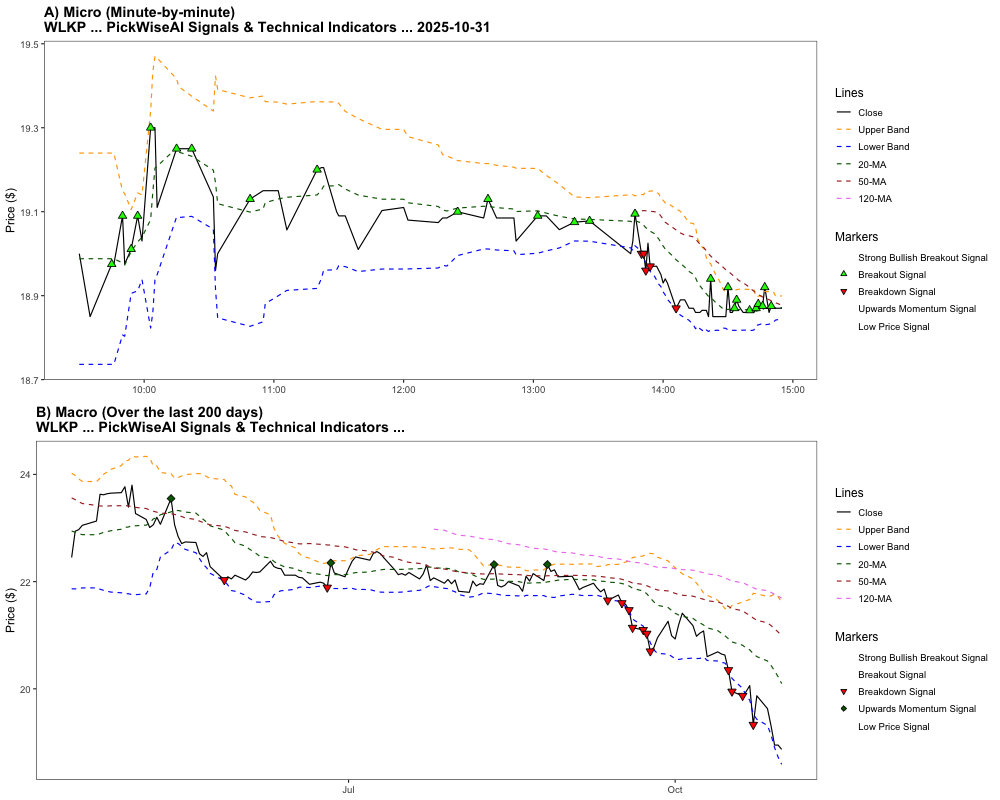 A) Micro (Minute-by-minute)
WLKP ... PickWiseAI Signals & Technical Indicators ... 2025-10-31
19.5
19.3
19.1
18.9
18.7
Price ($)
10:00
11:00
12:00
13:00
14:00
15:00
Lines
Close
Upper Band
Lower Band
20-MA
50-MA
120-MA
Markers
Strong Bullish Breakout Signal
Breakout Signal
Breakdown Signal
Upwards Momentum Signal
Low Price Signal
B) Macro (Over the last 200 days)
WLKP ... PickWiseAI Signals & Technical Indicators ...
24
22
20
Price ($)
Jul
Oct
Lines
Close
Upper Band
Lower Band
20-MA
50-MA
120-MA
Markers
Strong Bullish Breakout Signal
Breakout Signal
Breakdown Signal
Upwards Momentum Signal
Low Price Signal